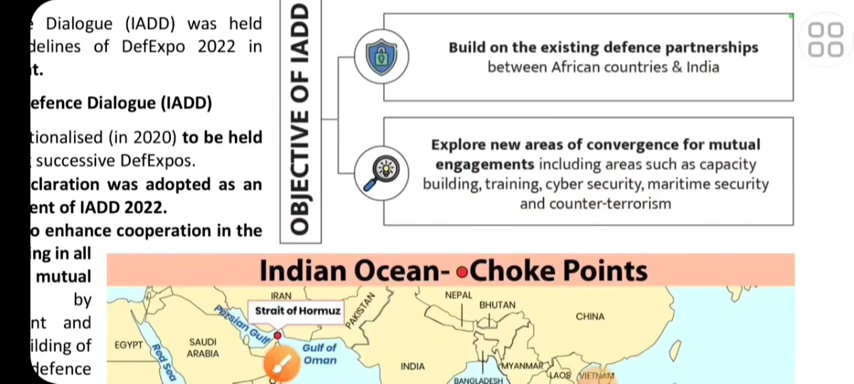 Dialogue (IADD) was held
delines of DefExpo 2022 in
t.
efence Dialogue (IADD)
tionalised (in 2020) to be held
successive DefExpos.
claration was adopted as an
ent of IADD 2022.
o enhance cooperation in the
ing in all
mutual
by
nt and
ilding of
defence
OBJECTIVE OF IADD
Build on the existing defence partnerships
between African countries & India
Explore new areas of convergence for mutual
engagements including areas such as capacity
building, training, cyber security, maritime security
and counter-terrorism
Indian Ocean- Choke Points
IRAN
Strait of Hormuz
PAKISTAN
NEPAL
BHUTAN
CHINA
Persian Gulf
EGYPT
Red Sea
SAUDI
ARABIA
Gulf of
Oman
INDIA
MYANMAR
LAOS
VIETNAM
BANGLADESH